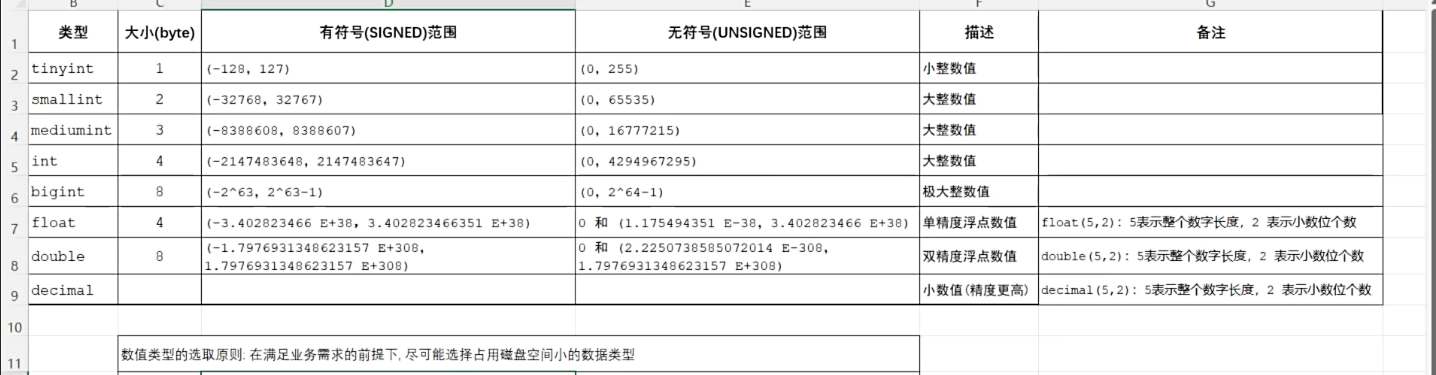 B C D E F G
1 类型 大小(byte) 有符号(SIGNED)范围 无符号(UNSIGNED)范围 描述 备注
2 tinyint 1 (-128, 127) (0, 255) 小整数值
3 smallint 2 (-32768, 32767) (0, 65535) 大整数值
4 mediumint 3 (-8388608, 8388607) (0, 16777215) 大整数值
5 int 4 (-2147483648, 2147483647) (0, 4294967295) 大整数值
6 bigint 8 (-2^63, 2^63-1) (0, 2^64-1) 极大整数值
7 float 4 (-3.402823466 E+38, 3.402823466351 E+38) 0 和 (1.175494351 E-38, 3.402823466 E+38) 单精度浮点数值 float(5,2): 5表示整个数字长度, 2 表示小数位个数
8 double 8 (-1.7976931348623157 E+308, 1.7976931348623157 E+308) 0 和 (2.2250738585072014 E-308, 1.7976931348623157 E+308) 双精度浮点数值 double(5,2): 5表示整个数字长度, 2 表示小数位个数
9 decimal 小数值(精度更高) decimal(5,2): 5表示整个数字长度, 2 表示小数位个数
10
11 数值类型的选取原则: 在满足业务需求的前提下, 尽可能选择占用磁盘空间小的数据类型